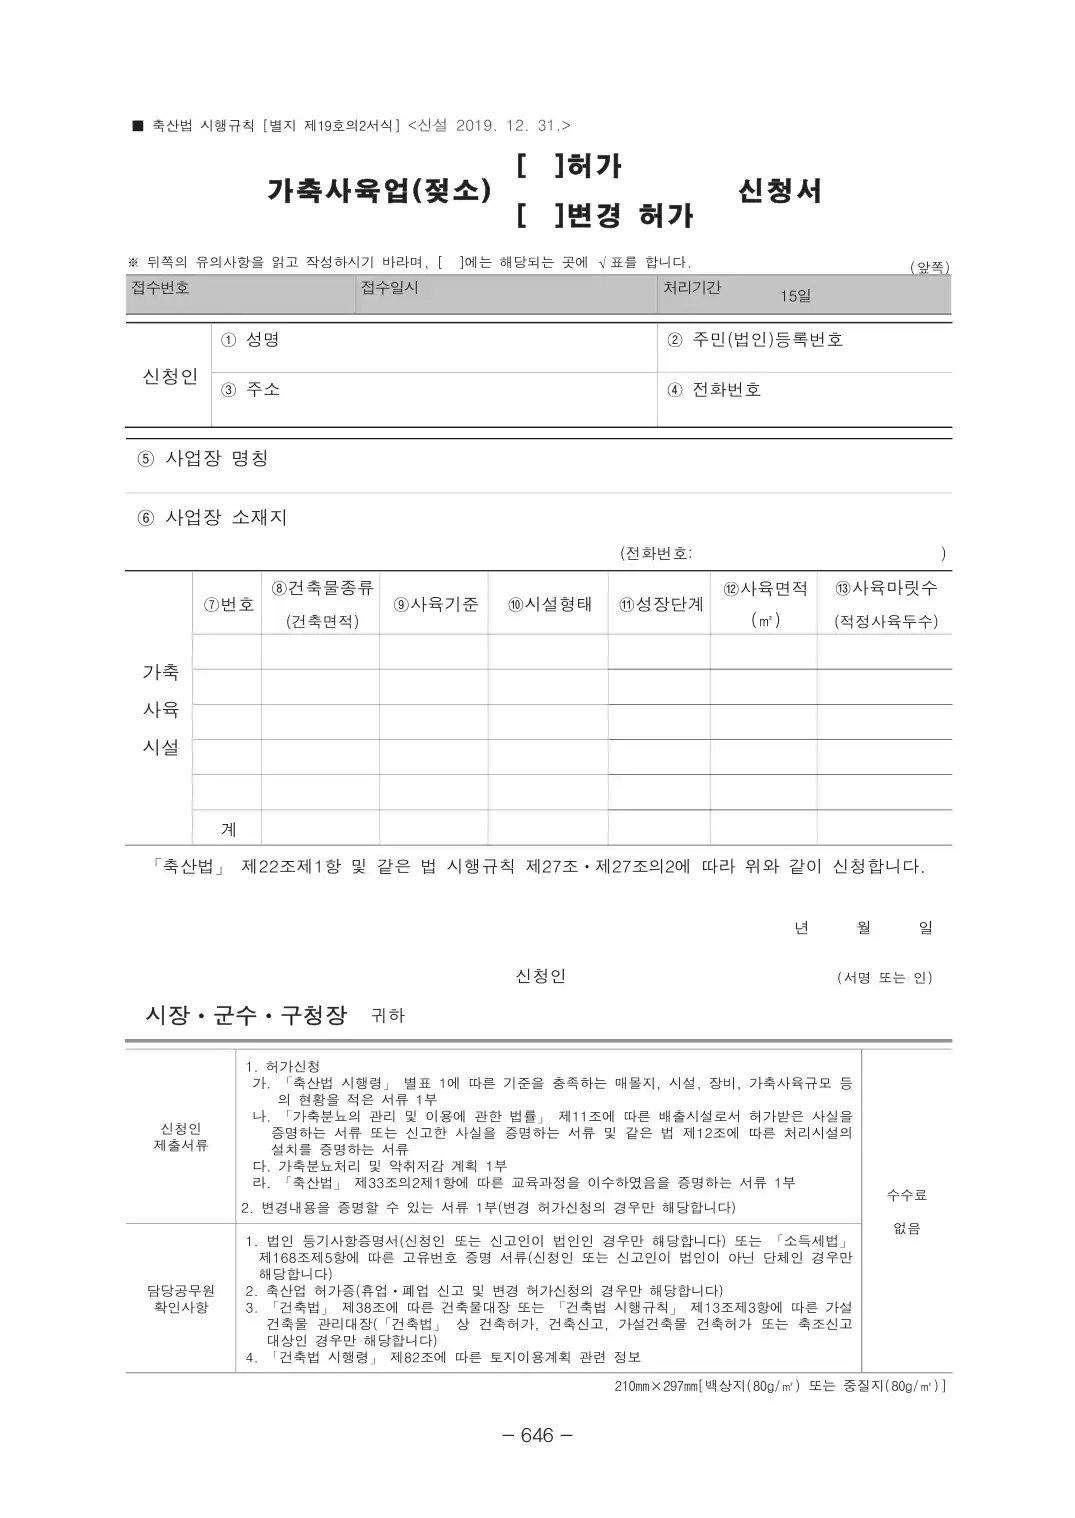 ■ 축산법 시행규칙 [별지 제19호의2서식] <신설 2019. 12. 31.>
가축사육업(젖소) [ ]허가 신청서
[ ]변경 허가
※ 뒤쪽의 유의사항을 읽고 작성하시기 바라며, [ ]에는 해당되는 곳에 √표를 합니다.
(앞쪽)
접수번호 접수일시 처리기간 15일
신청인
① 성명 ② 주민(법인)등록번호
③ 주소 ④ 전화번호
⑤ 사업장 명칭
⑥ 사업장 소재지
(전화번호: )
가축
사육
시설
⑦번호 ⑧건축물종류 ⑨사육기준 ⑩시설형태 ⑪성장단계 ⑫사육면적 ⑬사육마릿수
(건축면적) (㎡) (적정사육두수)
계
「축산법」 제22조제1항 및 같은 법 시행규칙 제27조·제27조의2에 따라 위와 같이 신청합니다.
년 월 일
신청인 (서명 또는 인)
시장·군수·구청장 귀하
신청인
제출서류
1. 허가신청
가. 「축산법 시행령」 별표 1에 따른 기준을 충족하는 매몰지, 시설, 장비, 가축사육규모 등
의 현황을 적은 서류 1부
나. 「가축분뇨의 관리 및 이용에 관한 법률」 제11조에 따른 배출시설로서 허가받은 사실을
증명하는 서류 또는 신고한 사실을 증명하는 서류 및 같은 법 제12조에 따른 처리시설의
설치를 증명하는 서류
다. 가축분뇨처리 및 악취저감 계획 1부
라. 「축산법」 제33조의2제1항에 따른 교육과정을 이수하였음을 증명하는 서류 1부
2. 변경내용을 증명할 수 있는 서류 1부(변경 허가신청의 경우만 해당합니다)
수수료
없음
담당공무원
확인사항
1. 법인 등기사항증명서(신청인 또는 신고인이 법인인 경우만 해당합니다) 또는 「소득세법」
제168조제5항에 따른 고유번호 증명 서류(신청인 또는 신고인이 법인이 아닌 단체인 경우만
해당합니다)
2. 축산업 허가증(휴업·폐업 신고 및 변경 허가신청의 경우만 해당합니다)
3. 「건축법」 제38조에 따른 건축물대장 또는 「건축법 시행규칙」 제13조제3항에 따른 가설
건축물 관리대장(「건축법」 상 건축허가, 건축신고, 가설건축물 건축허가 또는 축조신고
대상인 경우만 해당합니다)
4. 「건축법 시행령」 제82조에 따른 토지이용계획 관련 정보
210㎜×297㎜[백상지(80g/㎡) 또는 중질지(80g/㎡)]
- 646 -